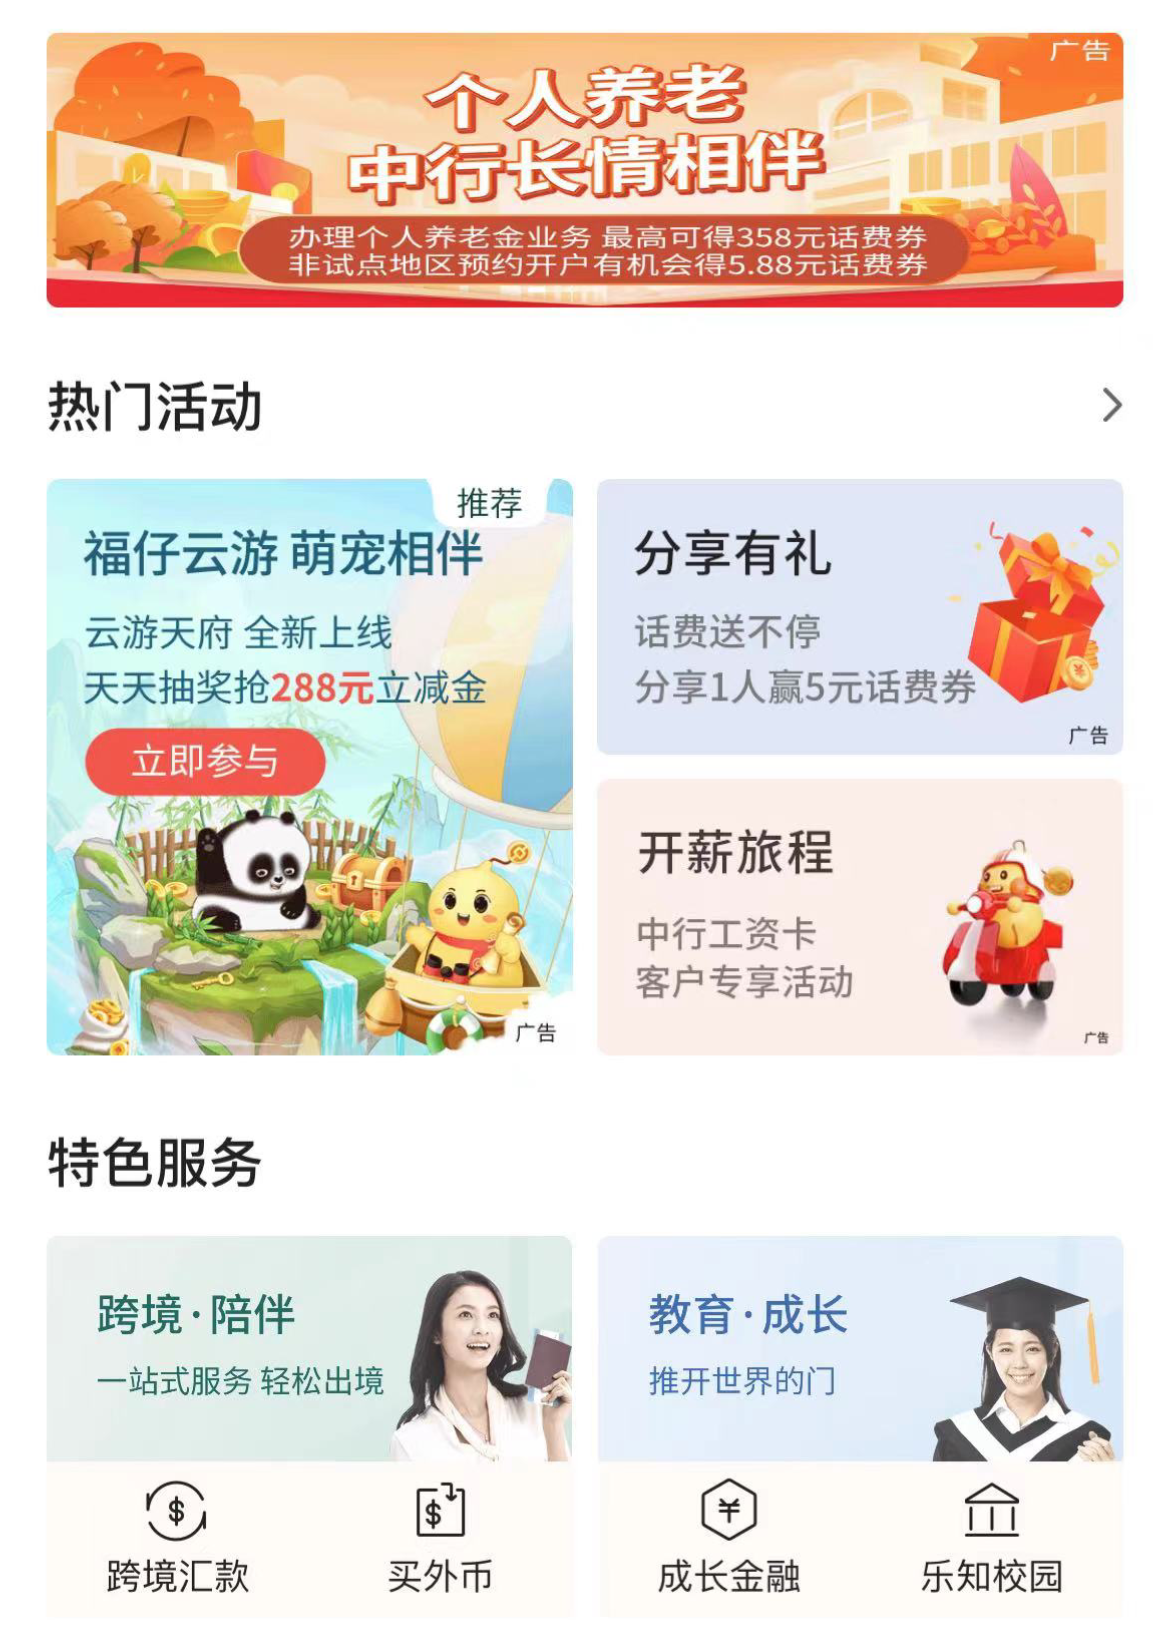 广告
个人养老
中行长情相伴
办理个人养老金业务 最高可得358元话费券
非试点地区预约开户有机会得5.88元话费券
热门活动
推荐
福仔云游 萌宠相伴
云游天府 全新上线
天天抽奖抢288元立减金
立即参与
广告
分享有礼
话费送不停
分享1人赢5元话费券
广告
开薪旅程
中行工资卡
客户专享活动
广告
特色服务
跨境·陪伴
一站式服务 轻松出境
跨境汇款
买外币
教育·成长
推开世界的门
成长金融
乐知校园